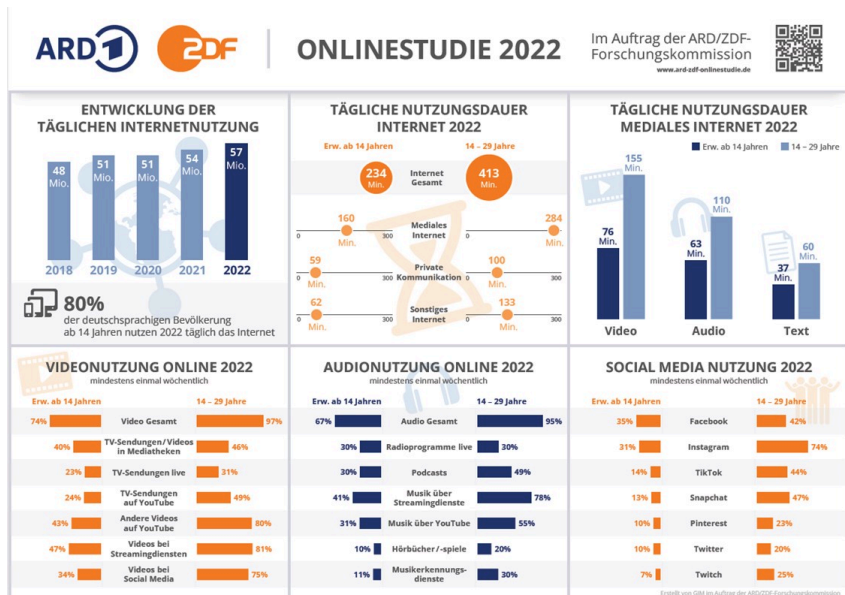 ARD 1 ZDF
ONLINESTUDIE 2022
Im Auftrag der ARD/ZDF-
Forschungskommission
www.ard-zdf-onlinestudie.de
ENTWICKLUNG DER
TÄGLICHEN INTERNETNUTZUNG
48 Mio.
51 Mio.
51 Mio.
54 Mio.
57 Mio.
2018 2019 2020 2021 2022
80%
der deutschsprachigen Bevölkerung
ab 14 Jahren nutzen 2022 täglich das Internet
TÄGLICHE NUTZUNGSDAUER
INTERNET 2022
Erw. ab 14 Jahren 14 – 29 Jahre
234 Min. Internet Gesamt 413 Min.
160 Min. 0 300 Mediales Internet 284 Min. 0
59 Min. 0 300 Private Kommunikation 100 Min. 0 300
62 Min. 0 300 Sonstiges Internet 133 Min. 0 300
TÄGLICHE NUTZUNGSDAUER
MEDIALES INTERNET 2022
Erw. ab 14 Jahren 14 – 29 Jahre
76 Min. 155 Min.
63 Min. 110 Min.
37 Min. 60 Min.
Video Audio Text
VIDEONUTZUNG ONLINE 2022
mindestens einmal wöchentlich
Erw. ab 14 Jahren 14 – 29 Jahre
74% Video Gesamt 97%
40% TV-Sendungen/Videos in Mediatheken 46%
23% TV-Sendungen live 31%
24% TV-Sendungen auf YouTube 49%
43% Andere Videos auf YouTube 80%
47% Videos bei Streamingdiensten 81%
34% Videos bei Social Media 75%
AUDIONUTZUNG ONLINE 2022
mindestens einmal wöchentlich
Erw. ab 14 Jahren 14 – 29 Jahre
67% Audio Gesamt 95%
30% Radioprogramme live 30%
30% Podcasts 49%
41% Musik über Streamingdienste 78%
31% Musik über YouTube 55%
10% Hörbücher/-spiele 20%
11% Musikerkennungs- dienste 30%
SOCIAL MEDIA NUTZUNG 2022
mindestens einmal wöchentlich
Erw. ab 14 Jahren 14 – 29 Jahre
35% Facebook 42%
31% Instagram 74%
14% TikTok 44%
13% Snapchat 47%
10% Pinterest 23%
10% Twitter 20%
7% Twitch 25%
Erstellt von GIM im Auftrag der ARD/ZDF-Forschungskommission